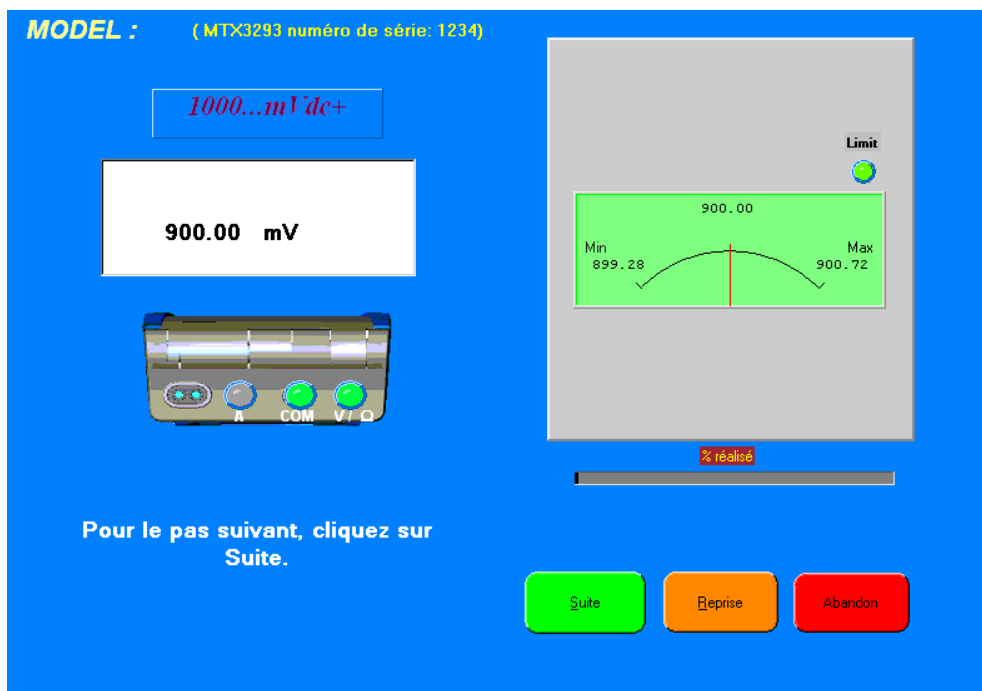 MODEL :
( MTX3293 numéro de série: 1234)
1000...mVdc+
900.00 mV
A COM V / Ω
Pour le pas suivant, cliquez sur
Suite.
Limit
900.00
Min Max
899.28 900.72
% réalisé
Suite Reprise Abandon